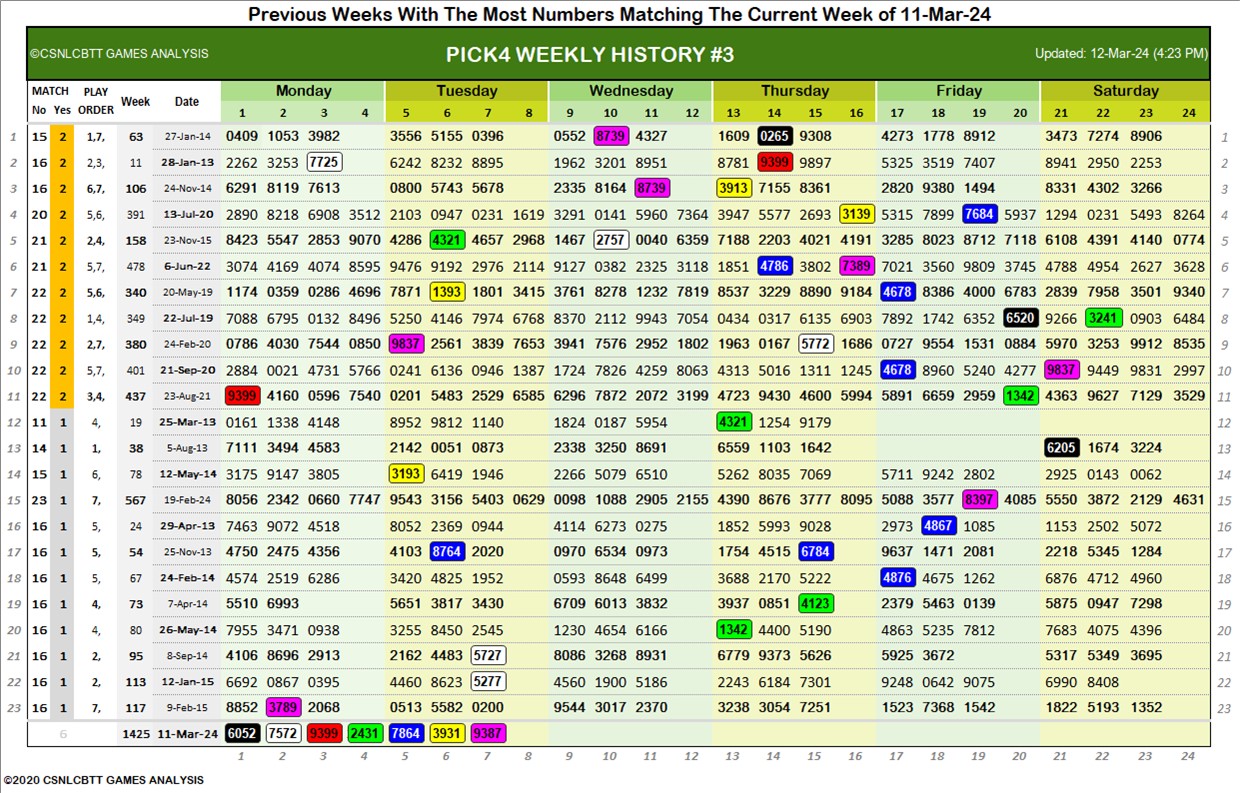 Previous Weeks With The Most Numbers Matching The Current Week of 11-Mar-24
©CSNLCBTT GAMES ANALYSIS PICK4 WEEKLY HISTORY #3 Updated: 12-Mar-24 (4:23 PM)
MATCH PLAY Week Date Monday Tuesday Wednesday Thursday Friday Saturday
No Yes ORDER 1 2 3 4 5 6 7 8 9 10 11 12 13 14 15 16 17 18 19 20 21 22 23 24
1 15 2 1,7, 63 27-Jan-14 0409 1053 3982 3556 5155 0396 0552 8739 4327 1609 0265 9308 4273 1778 8912 3473 7274 8906 1
2 16 2 2,3, 11 28-Jan-13 2262 3253 7725 6242 8232 8895 1962 3201 8951 8781 9399 9897 5325 3519 7407 8941 2950 2253 2
3 16 2 6,7, 106 24-Nov-14 6291 8119 7613 0800 5743 5678 2335 8164 8739 3913 7155 8361 2820 9380 1494 8331 4302 3266 3
4 20 2 5,6, 391 13-Jul-20 2890 8218 6908 3512 2103 0947 0231 1619 3291 0141 5960 7364 3947 5577 2693 3139 5315 7899 7684 5937 1294 0231 5493 8264 4
5 21 2 2,4, 158 23-Nov-15 8423 5547 2853 9070 4286 4321 4657 2968 1467 2757 0040 6359 7188 2203 4021 4191 3285 8023 8712 7118 6108 4391 4140 0774 5
6 21 2 5,7, 478 6-Jun-22 3074 4169 4074 8595 9476 9192 2976 2114 9127 0382 2325 3118 1851 4786 3802 7389 7021 3560 9809 3745 4788 4954 2627 3628 6
7 22 2 5,6, 340 20-May-19 1174 0359 0286 4696 7871 1393 1801 3415 3761 8278 1232 7819 8537 3229 8890 9184 4678 8386 4000 6783 2839 7958 3501 9340 7
8 22 2 1,4, 349 22-Jul-19 7088 6795 0132 8496 5250 4146 7974 6768 8370 2112 9943 7054 0434 0317 6135 6903 7892 1742 6352 6520 9266 3241 0903 6484 8
9 22 2 2,7, 380 24-Feb-20 0786 4030 7544 0850 9837 2561 3839 7653 3941 7576 2952 1802 1963 0167 5772 1686 0727 9554 1531 0884 5970 3253 9912 8535 9
10 22 2 5,7, 401 21-Sep-20 2884 0021 4731 5766 0241 6136 0946 1387 1724 7826 4259 8063 4313 5016 1311 1245 4678 8960 5240 4277 9837 9449 9831 2997 10
11 22 2 3,4, 437 23-Aug-21 9399 4160 0596 7540 0201 5483 2529 6585 6296 7872 2072 3199 4723 9430 4600 5994 5891 6659 2959 1342 4363 9627 7129 3529 11
12 11 1 4, 19 25-Mar-13 0161 1338 4148 8952 9812 1140 1824 0187 5954 4321 1254 9179 12
13 14 1 1, 38 5-Aug-13 7111 3494 4583 2142 0051 0873 2338 3250 8691 6559 1103 1642 6205 1674 3224 13
14 15 1 6, 78 12-May-14 3175 9147 3805 3193 6419 1946 2266 5079 6510 5262 8035 7069 5711 9242 2802 2925 0143 0062 14
15 23 1 7, 567 19-Feb-24 8056 2342 0660 7747 9543 3156 5403 0629 0098 1088 2905 2155 4390 8676 3777 8095 5088 3577 8397 4085 5550 3872 2129 4631 15
16 16 1 5, 24 29-Apr-13 7463 9072 4518 8052 2369 0944 4114 6273 0275 1852 5993 9028 2973 4867 1085 1153 2502 5072 16
17 16 1 5, 54 25-Nov-13 4750 2475 4356 4103 8764 2020 0970 6534 0973 1754 4515 6784 9637 1471 2081 2218 5345 1284 17
18 16 1 5, 67 24-Feb-14 4574 2519 6286 3420 4825 1952 0593 8648 6499 3688 2170 5222 4876 4675 1262 6876 4712 4960 18
19 16 1 4, 73 7-Apr-14 5510 6993 5651 3817 3430 6709 6013 3832 3937 0851 4123 2379 5463 0139 5875 0947 7298 19
20 16 1 4, 80 26-May-14 7955 3471 0938 3255 8450 2545 1230 4654 6166 1342 4400 5190 4863 5235 7812 7683 4075 4396 20
21 16 1 2, 95 8-Sep-14 4106 8696 2913 2162 4483 5727 8086 3268 8931 6779 9373 5626 5925 3672 5317 5349 3695 21
22 16 1 2, 113 12-Jan-15 6692 0867 0395 4460 8623 5277 4560 1900 5186 2243 6184 7301 9248 0642 9075 6990 8408 22
23 16 1 7, 117 9-Feb-15 8852 3789 2068 0513 5582 0200 9544 3017 2370 3238 3054 7251 1523 7368 1542 1822 5193 1352 23
6 1425 11-Mar-24 6052 7572 9399 2431 7864 3931 9387
1 2 3 4 5 6 7 8 9 10 11 12 13 14 15 16 17 18 19 20 21 22 23 24
©2020 CSNLCBTT GAMES ANALYSIS